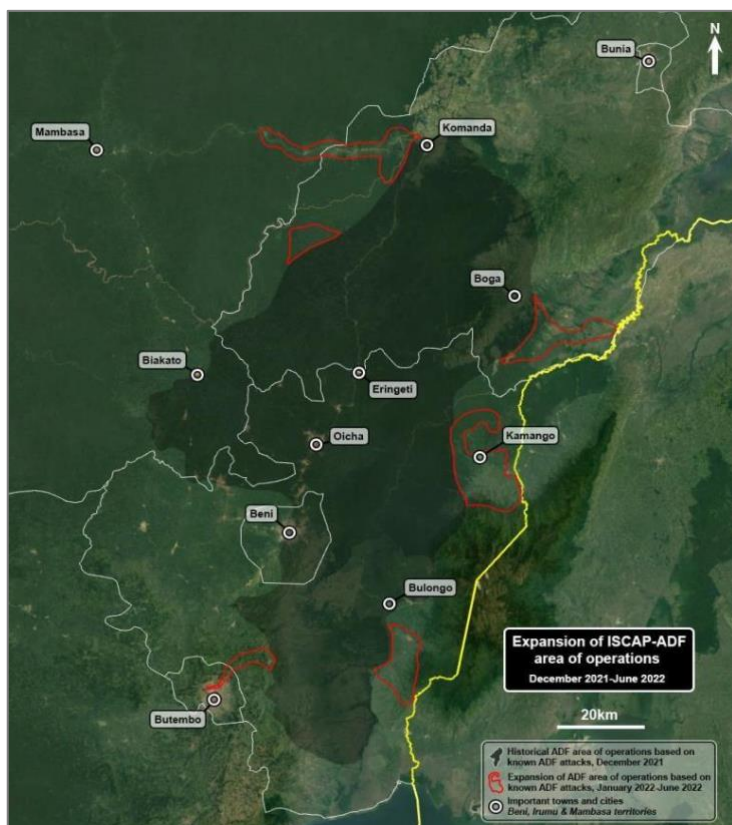 N
Bunia
Mambasa
Komanda
Boga
Biakato
Eringeti
Oicha
Kamango
Beni
Bulongo
Butembo
Expansion of ISCAP-ADF
area of operations
December 2021-June 2022
20km
Historical ADF area of operations based on
known ADF attacks, December 2021
Expansion of ADF area of operations based on
known ADF attacks, January 2022-June 2022
Important towns and cities
Beni, Irumu & Mambasa territories